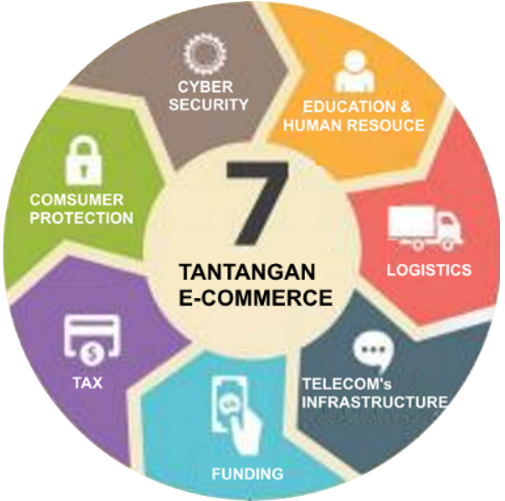 7
TANTANGAN
E-COMMERCE
CYBER
SECURITY
EDUCATION &
HUMAN RESOUCE
LOGISTICS
TELECOM's
INFRASTRUCTURE
FUNDING
TAX
COMSUMER
PROTECTION